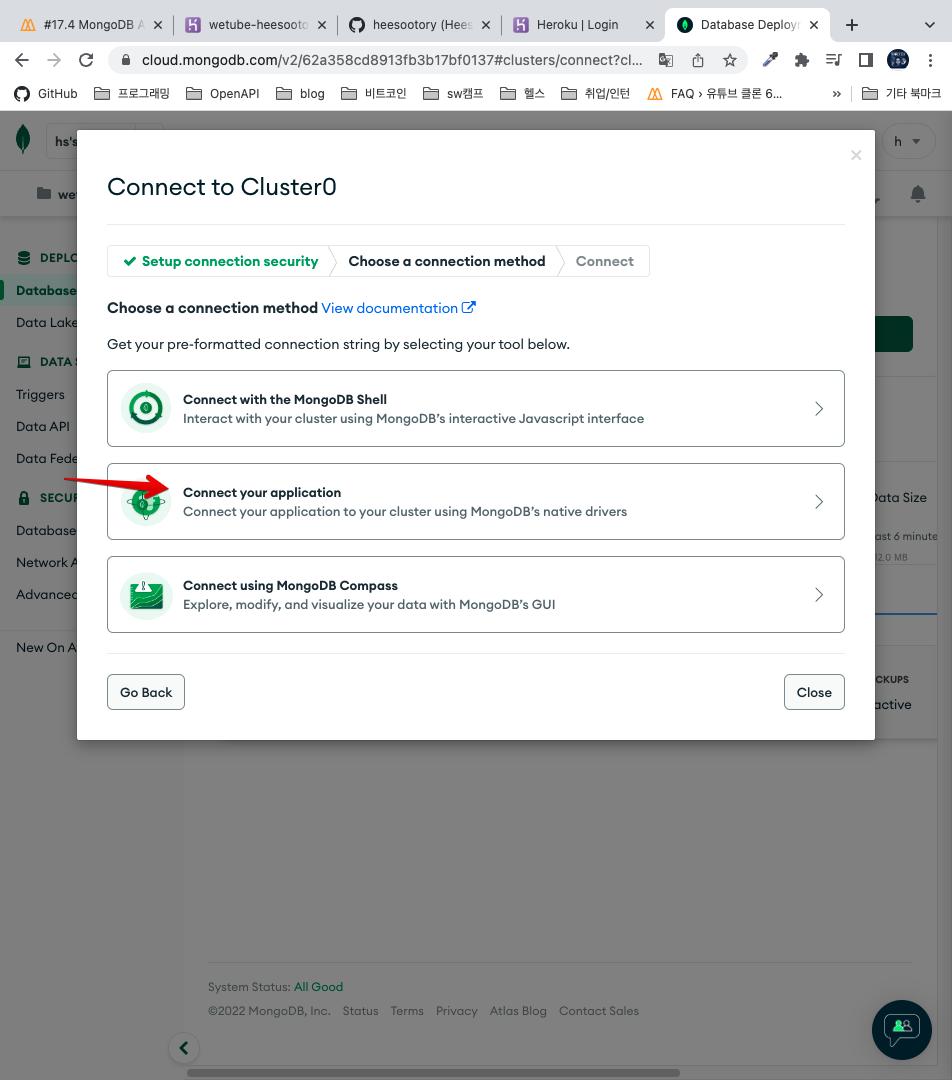 #17.4 MongoDB A
wetube-heesooto
heesootory (Hees
Heroku | Login
Database Deploym
cloud.mongodb.com/v2/62a358cd8913fb3b17bf0137#clusters/connect?cl...
GitHub
프로그래밍
OpenAPI
blog
비트코인
sw캠프
헬스
취업/인턴
FAQ › 유튜브 클론 6...
»
기타 북마크
hs's
h
wet
Connect to Cluster0
Setup connection security
Choose a connection method
Connect
Choose a connection method View documentation
Get your pre-formatted connection string by selecting your tool below.
Connect with the MongoDB Shell
Interact with your cluster using MongoDB's interactive Javascript interface
Connect your application
Connect your application to your cluster using MongoDB's native drivers
Connect using MongoDB Compass
Explore, modify, and visualize your data with MongoDB's GUI
Go Back
Close
DEPLO
Database
Data Lake
DATA S
Triggers
Data API
Data Fede
SECUR
Database
Network A
Advanced
New On A
Data Size
ast 6 minute
12.0 MB
CKUPS
active
System Status: All Good
©2022 MongoDB, Inc.
Status
Terms
Privacy
Atlas Blog
Contact Sales